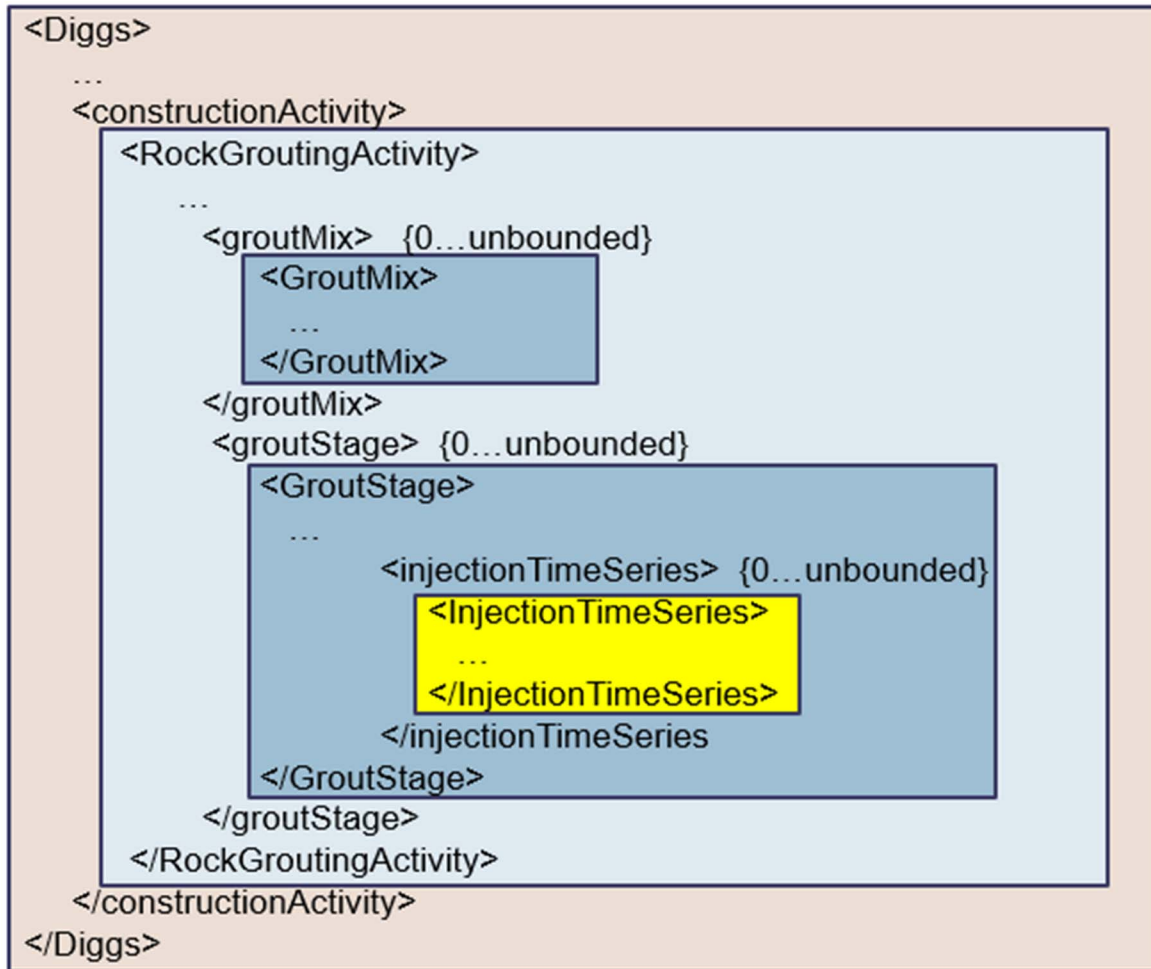 <Diggs>
...
<constructionActivity>
<RockGroutingActivity>
...
<groutMix> {0...unbounded}
<GroutMix>
...
</GroutMix>
</groutMix>
<groutStage> {0...unbounded}
<GroutStage>
...
<injectionTimeSeries> {0...unbounded}
<InjectionTimeSeries>
...
</InjectionTimeSeries>
</injectionTimeSeries
</GroutStage>
</groutStage>
</RockGroutingActivity>
</constructionActivity>
</Diggs>